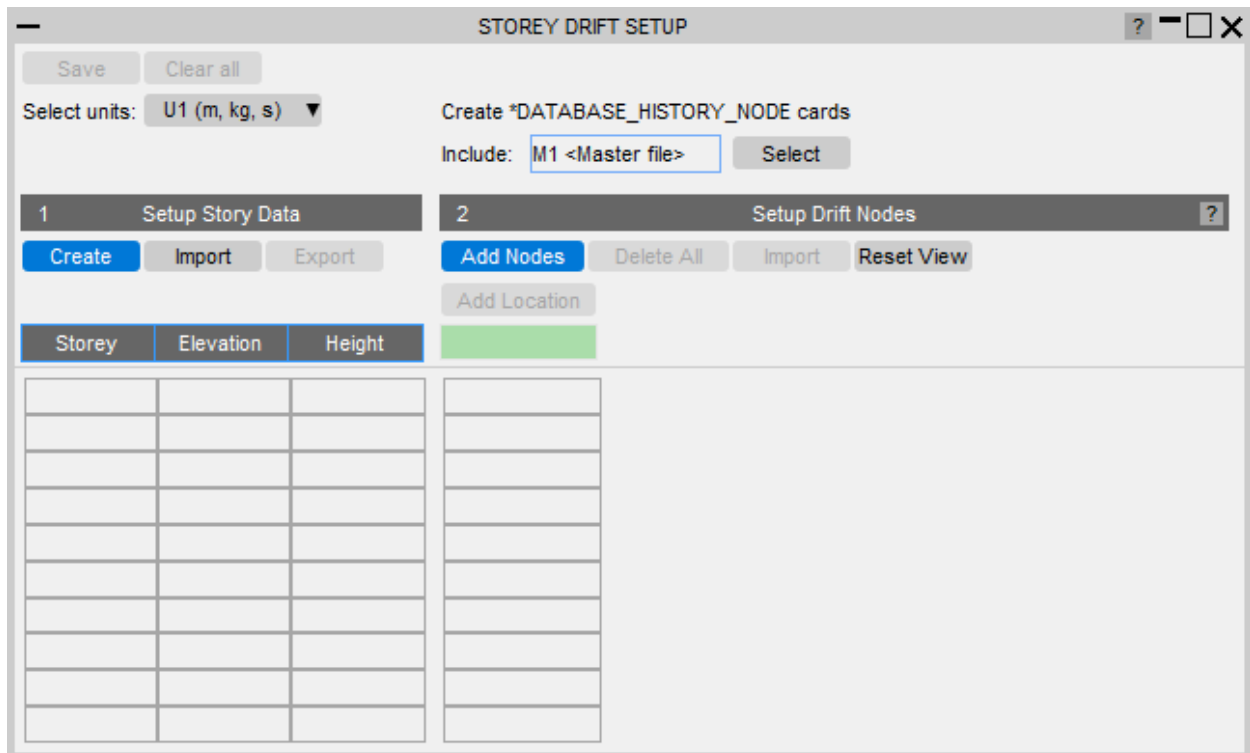 STOREY DRIFT SETUP ?
Save Clear all
Select units: U1 (m, kg, s) ▼ Create *DATABASE_HISTORY_NODE cards
Include: M1 <Master file> Select
1 Setup Story Data 2 Setup Drift Nodes ?
Create Import Export Add Nodes Delete All Import Reset View
Add Location
Storey Elevation Height